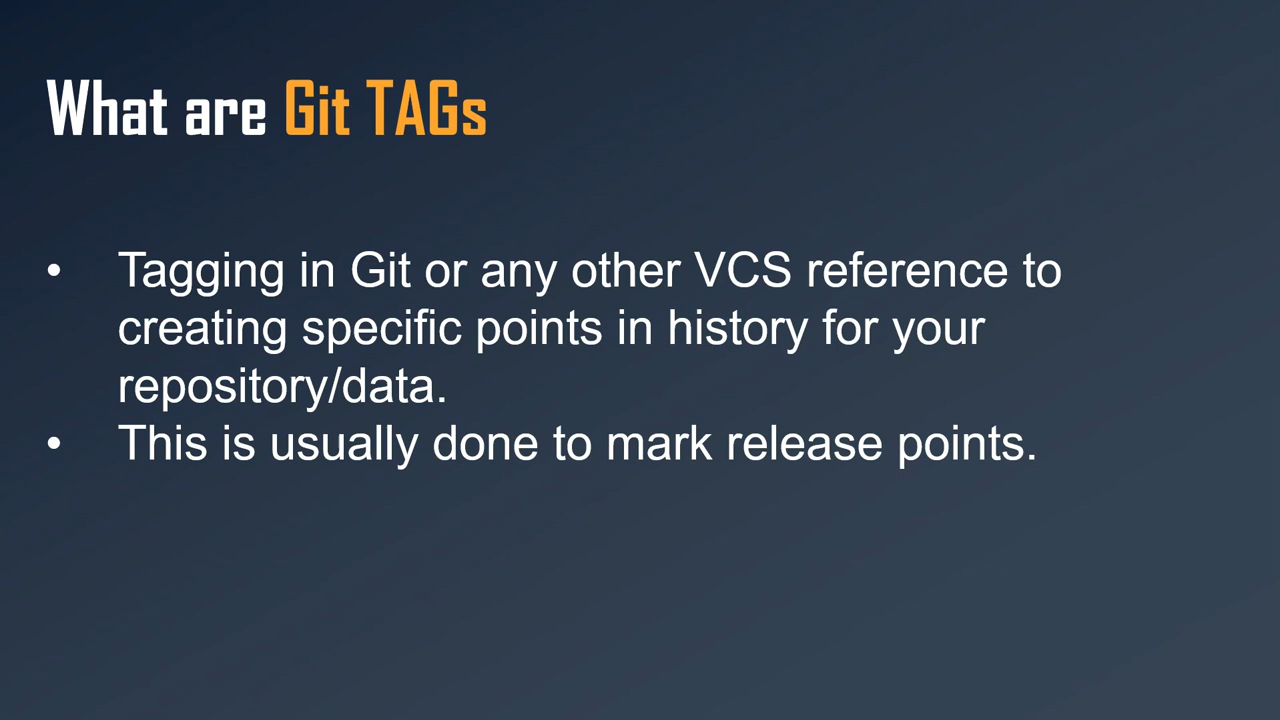 What are Git TAGs
• Tagging in Git or any other VCS reference to
creating specific points in history for your
repository/data.
• This is usually done to mark release points.